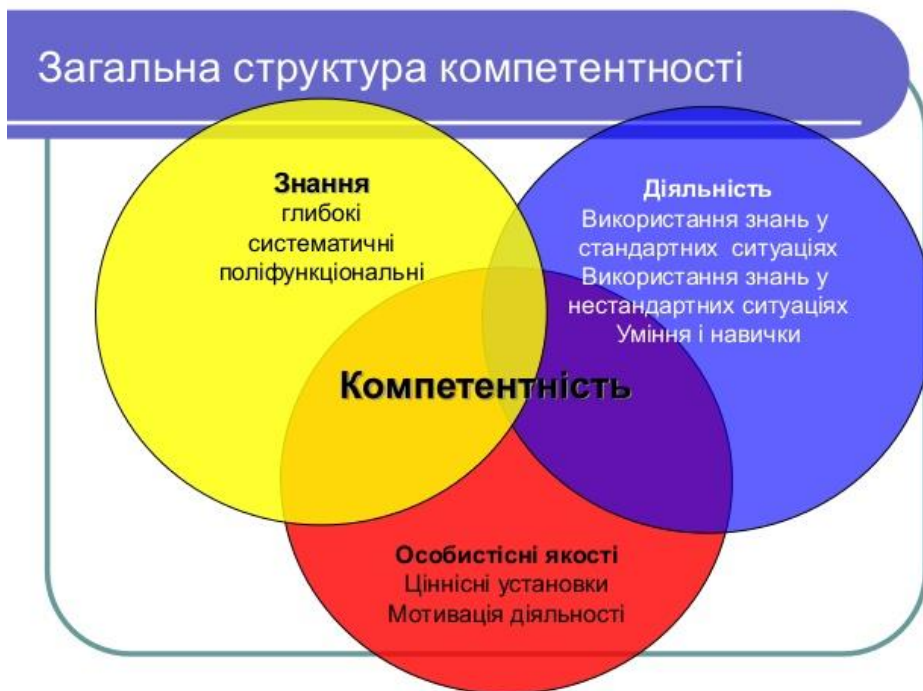 Загальна структура компетентності
Знання
глибокі
систематичні
поліфункціональні
Діяльність
Використання знань у
стандартних ситуаціях
Використання знань у
нестандартних ситуаціях
Уміння і навички
Компетентність
Особистісні якості
Ціннісні установки
Мотивація діяльності